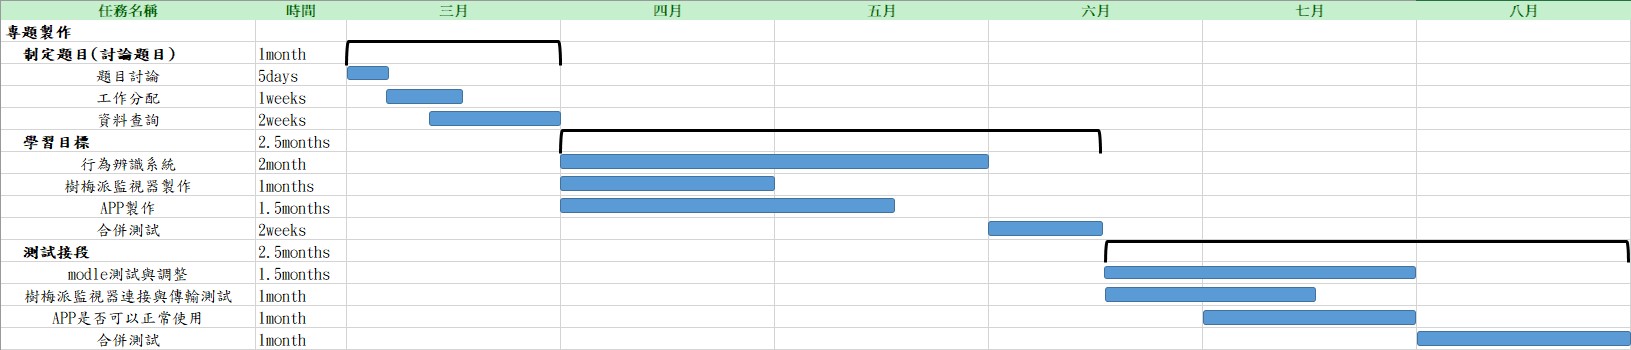 任務名稱 時間 三月 四月 五月 六月 七月 八月
專題製作
制定題目(討論題目) 1month
題目討論 5days
工作分配 1weeks
資料查詢 2weeks
學習目標 2.5months
行為辨識系統 2month
樹梅派監視器製作 1months
APP製作 1.5months
合併測試 2weeks
測試接段 2.5months
modle測試與調整 1.5months
樹梅派監視器連接與傳輸測試 1month
APP是否可以正常使用 1month
合併測試 1month